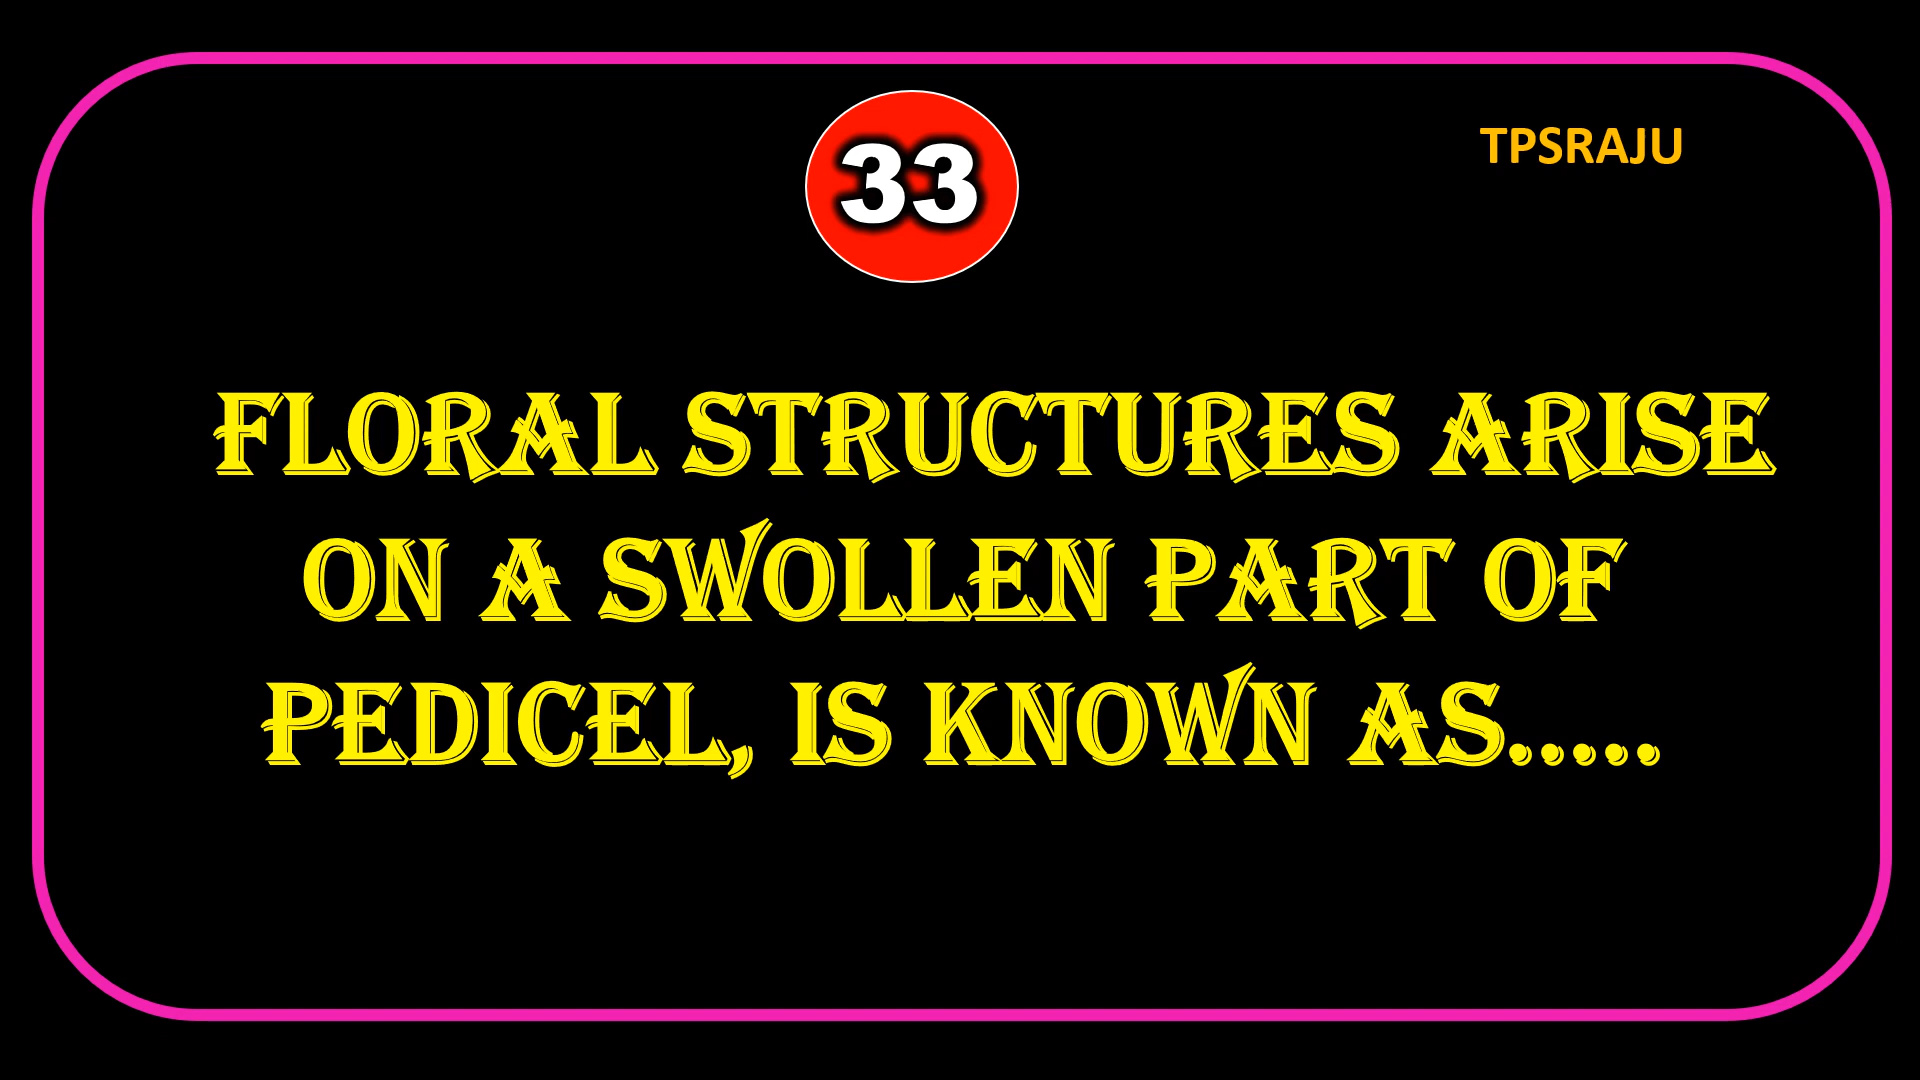 33
TPSRAJU
FLORAL STRUCTURES ARISE
ON A SWOLLEN PART OF
PEDICEL, IS KNOWN AS.....